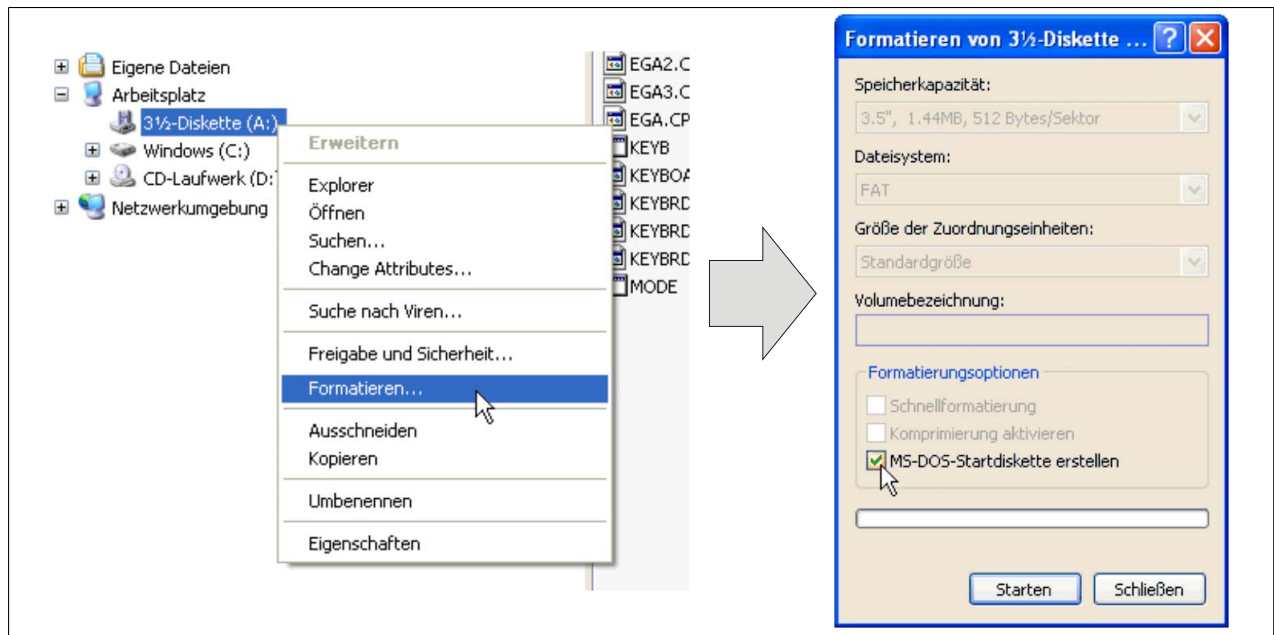 Eigene Dateien
Arbeitsplatz
3½-Diskette (A:)
Windows (C:)
CD-Laufwerk (D:
Netzwerkumgebung
Erweitern
Explorer
Öffnen
Suchen...
Change Attributes...
Suche nach Viren...
Freigabe und Sicherheit...
Formatieren...
Ausschneiden
Kopieren
Umbenennen
Eigenschaften
EGA2.C
EGA3.C
EGA.CP
KEYB
KEYBOA
KEYBRD
KEYBRD
KEYBRD
MODE
Formatieren von 3½-Diskette ...
Speicherkapazität:
3.5", 1.44MB, 512 Bytes/Sektor
Dateisystem:
FAT
Größe der Zuordnungseinheiten:
Standardgröße
Volumebezeichnung:
Formatierungsoptionen
Schnellformatierung
Komprimierung aktivieren
MS-DOS-Startdiskette erstellen
Starten
Schließen